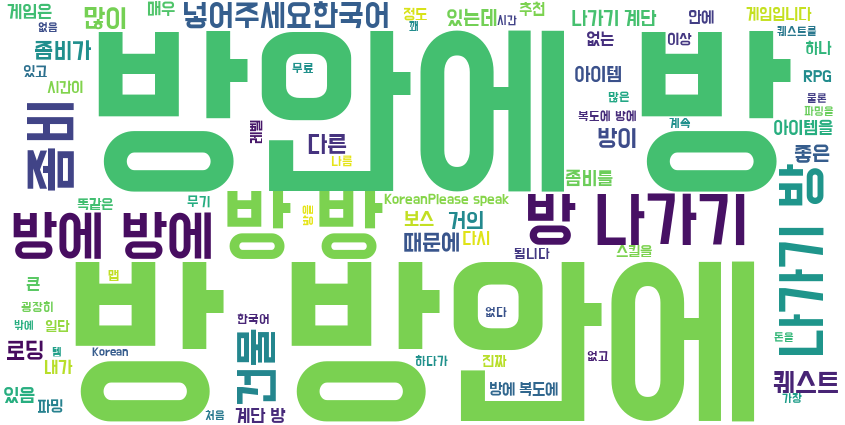 게임은 많이 매우 넣어주세요한국어 정도 있는데 시간 추천 나가기 계단 안에 게임입니다
없음 꽤 없는 이상 퀘스트를 하나
좀비가 방안에 방
있고 무료 아이템 RPG
시간이 많은 물론
좀비 레벨 다른 복도에 방에 계속 파밍을
방이 아이템을
나름 좋은
좀비를 방 나가기
똑같은 무기 KoreanPlease speak
방에 방에 방 방 보스 거의 방 나가기
때문에 다시
됩니다 스킬을
방 방안에
큰 맵
굉장히 없다
밖에 일단 한국어 돈을
로딩 템 Korean 건물 하다가 진짜 없고
내가 퀘스트
있음 파밍 처음 계단 방 방에 복도에 가장